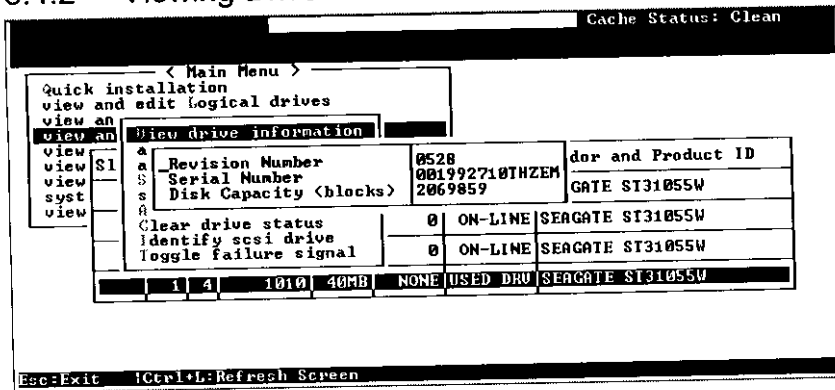 Cache Status: Clean
< Main Menu >
Quick installation
view and edit Logical drives
view an
view an
View drive information
view
view Sl
view
syst
view
a
a
S
s
A
Revision Number 0528
Serial Number 001992710THZEM
Disk Capacity (blocks) 2069859
dor and Product ID
GATE ST31055W
Clear drive status
Identify scsi drive
Toggle failure signal
0 ON-LINE SEAGATE ST31055W
0 ON-LINE SEAGATE ST31055W
1 4 1010 40MB NONE USED DRV SEAGATE ST31055W
Esc:Exit |Ctrl+L:Refresh Screen